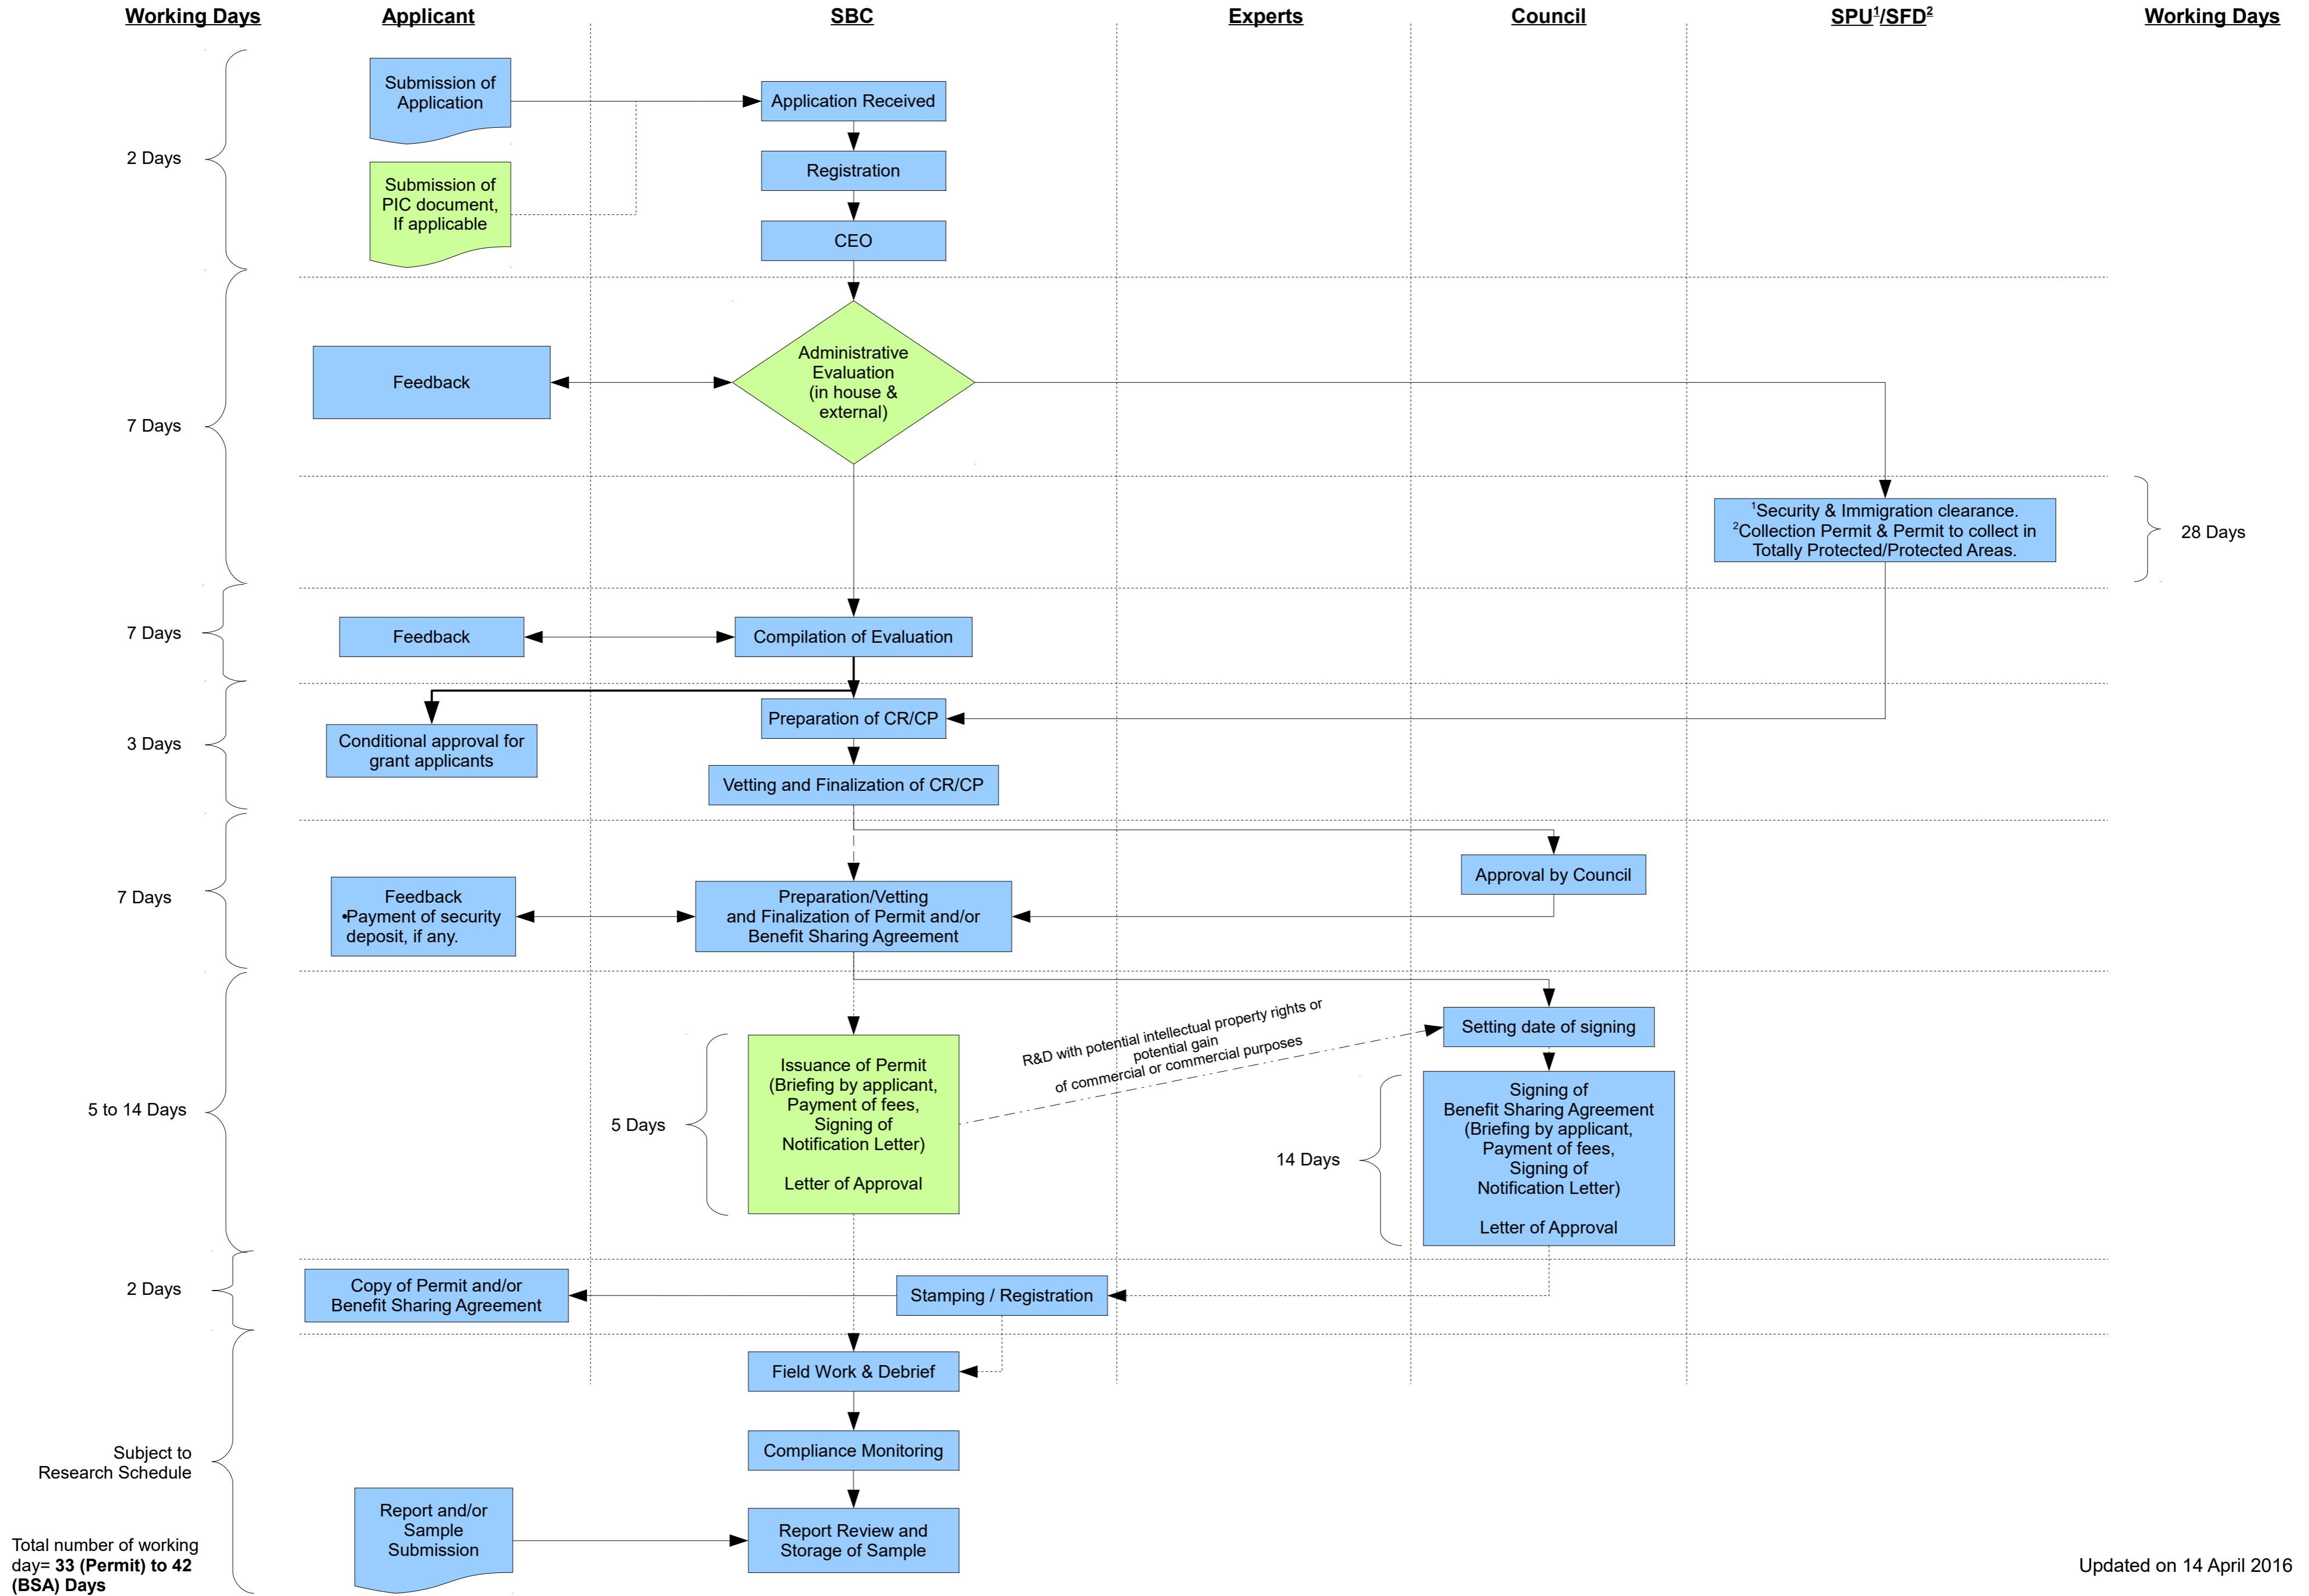 Working Days
Applicant
SBC
Experts
Council
SPU¹/SFD²
Working Days
Submission of
Application
Application Received
2 Days
Registration
Submission of
PIC document,
If applicable
CEO
Administrative
Evaluation
(in house &
external)
Feedback
7 Days
¹Security & Immigration clearance.
²Collection Permit & Permit to collect in
Totally Protected/Protected Areas.
28 Days
7 Days
Feedback
Compilation of Evaluation
3 Days
Conditional approval for
grant applicants
Preparation of CR/CP
Vetting and Finalization of CR/CP
Approval by Council
7 Days
Feedback
•Payment of security
deposit, if any.
Preparation/Vetting
and Finalization of Permit and/or
Benefit Sharing Agreement
R&D with potential intellectual property rights or
potential gain
of commercial or commercial purposes
Setting date of signing
5 to 14 Days
5 Days
Issuance of Permit
(Briefing by applicant,
Payment of fees,
Signing of
Notification Letter)
Letter of Approval
14 Days
Signing of
Benefit Sharing Agreement
(Briefing by applicant,
Payment of fees,
Signing of
Notification Letter)
Letter of Approval
2 Days
Copy of Permit and/or
Benefit Sharing Agreement
Stamping / Registration
Field Work & Debrief
Compliance Monitoring
Subject to
Research Schedule
Report and/or
Sample
Submission
Report Review and
Storage of Sample
Total number of working
day= 33 (Permit) to 42
(BSA) Days
Updated on 14 April 2016